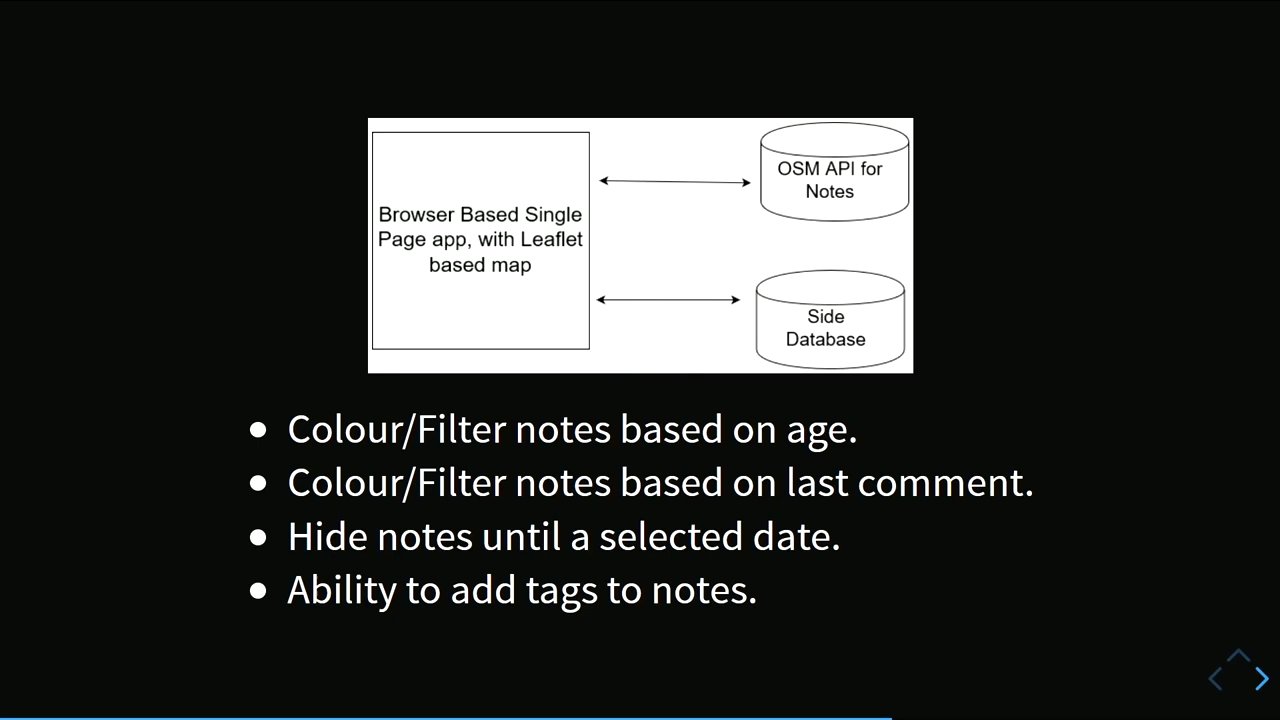 OSM API for
Notes
Browser Based Single
Page app, with Leaflet
based map
Side
Database
Colour/Filter notes based on age.
Colour/Filter notes based on last comment.
Hide notes until a selected date.
Ability to add tags to notes.